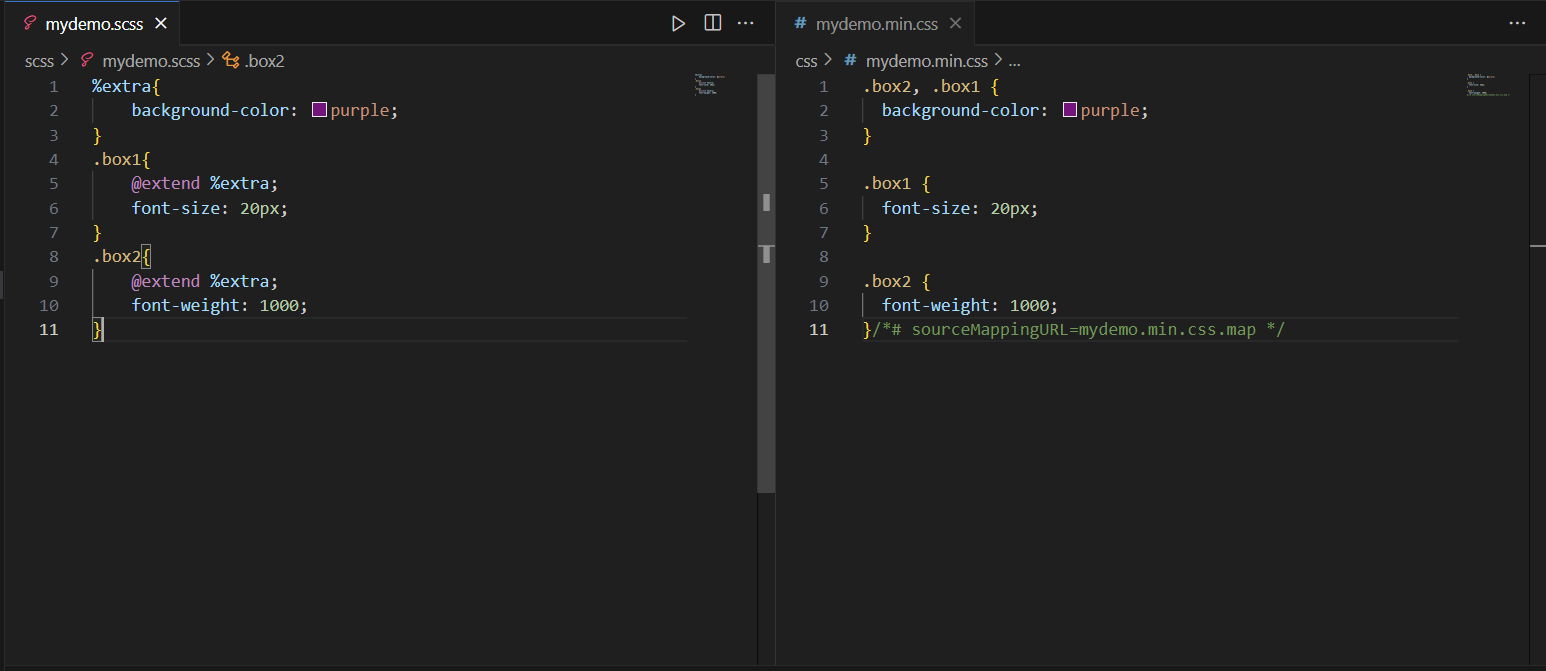 mydemo.scss
scss > mydemo.scss > .box2
1 %extra{
2     background-color: purple;
3 }
4 .box1{
5     @extend %extra;
6     font-size: 20px;
7 }
8 .box2{
9     @extend %extra;
10     font-weight: 1000;
11 }
# mydemo.min.css
css > # mydemo.min.css > ...
1 .box2, .box1 {
2   background-color: purple;
3 }
4
5 .box1 {
6   font-size: 20px;
7 }
8
9 .box2 {
10   font-weight: 1000;
11 }/*# sourceMappingURL=mydemo.min.css.map */